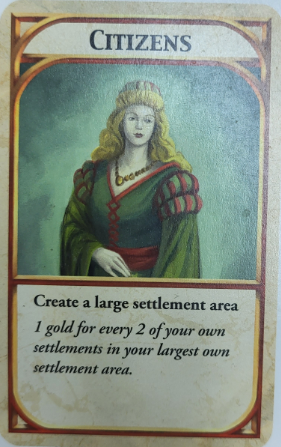 CITIZENS
Create a large settlement area
1 gold for every 2 of your own
settlements in your largest own
settlement area.